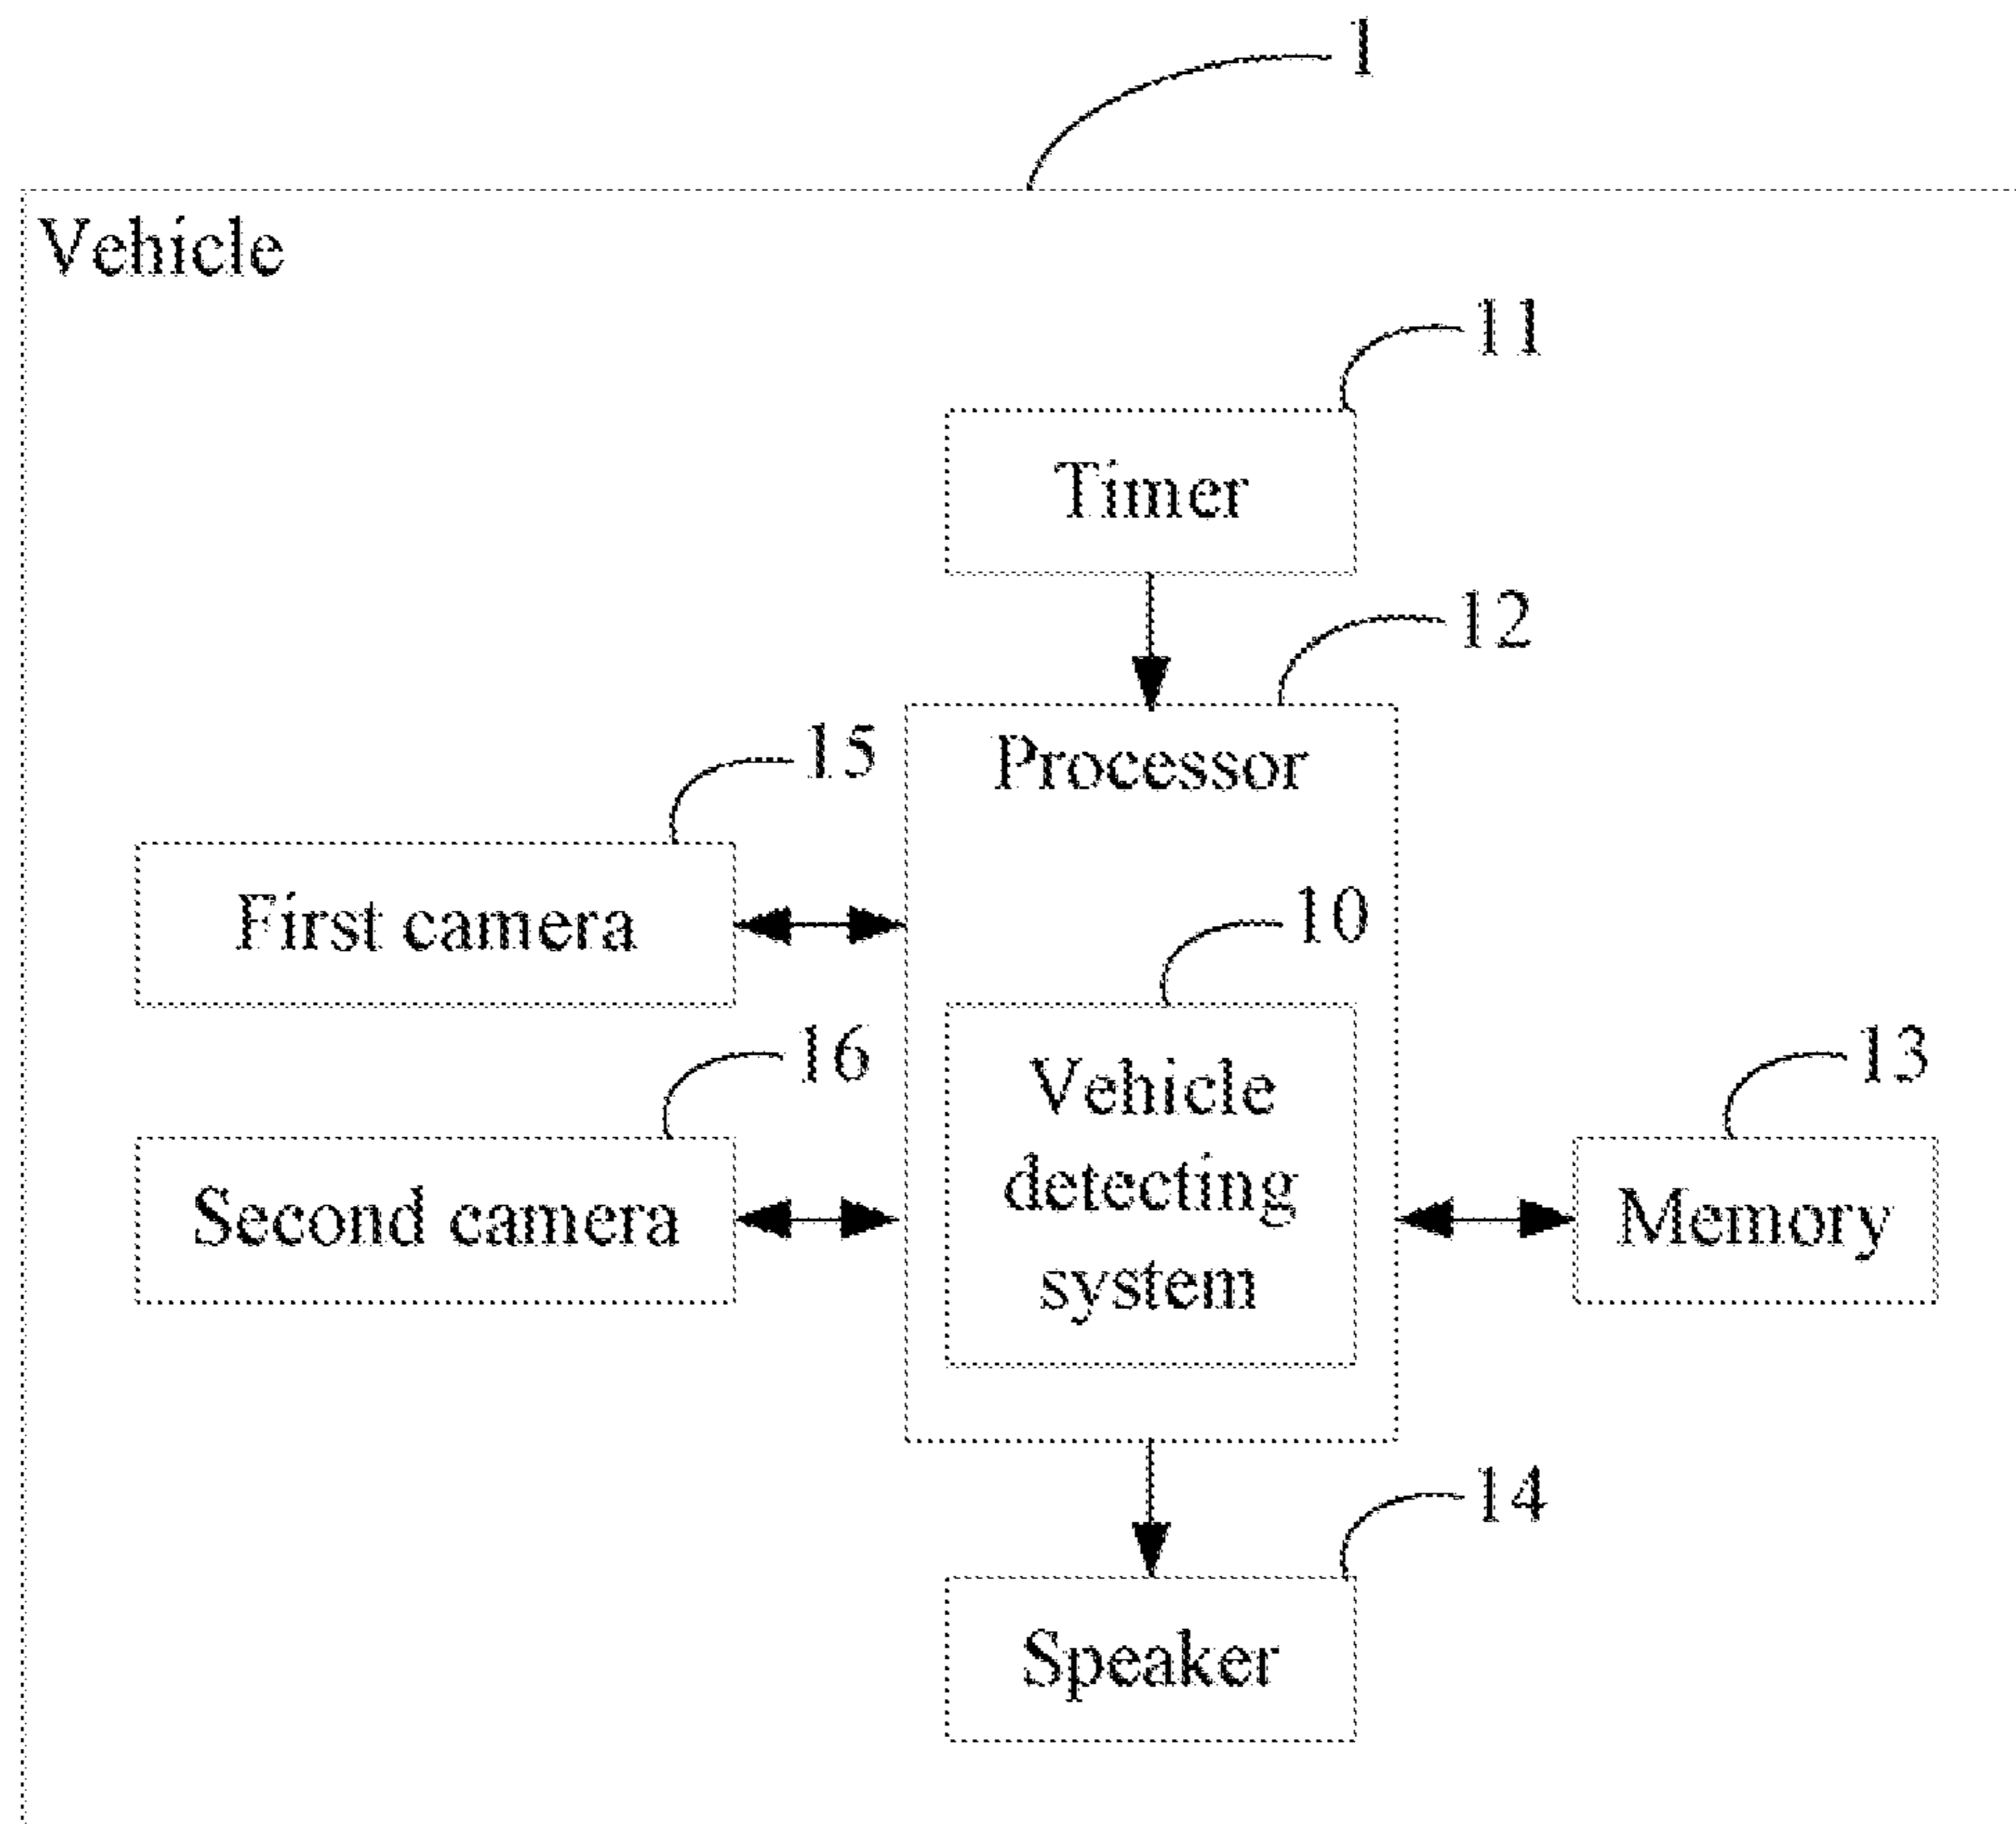 1
Vehicle
11
Timer
12
Processor
15
First camera
10
Vehicle
detecting
system
16
Second camera
13
Memory
14
Speaker